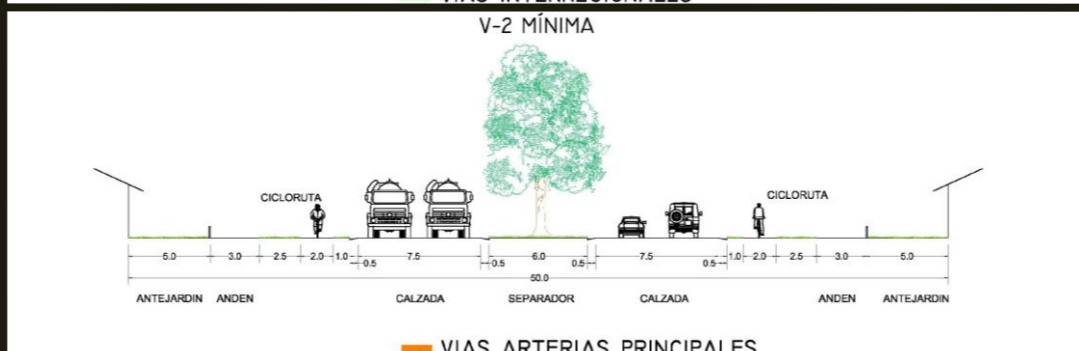 VIAS INTERREGIONALES
V-2 MÍNIMA
CICLORUTA CICLORUTA
5.0 3.0 2.5 2.0 1.0 0.5 7.5 0.5 6.0 0.5 7.5 0.5 1.0 2.0 2.5 3.0 5.0
50.0
ANTEJARDIN ANDEN CALZADA SEPARADOR CALZADA ANDEN ANTEJARDIN
VIAS ARTERIAS PRINCIPALES